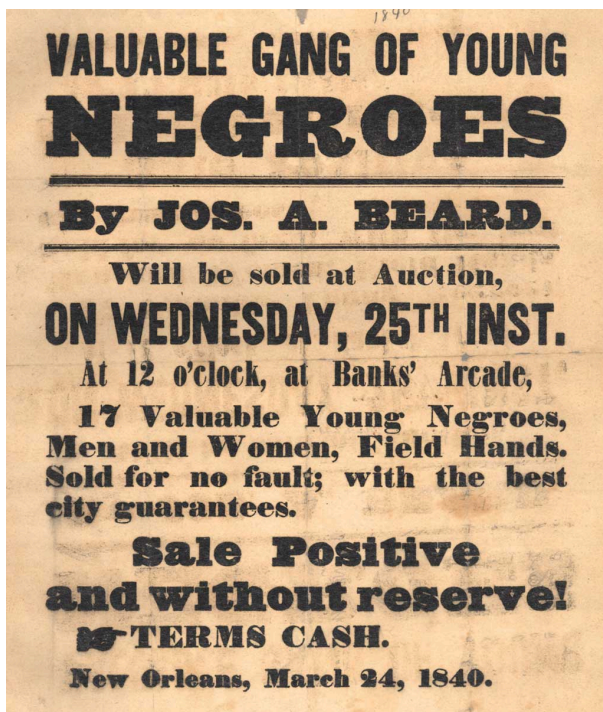 1840
VALUABLE GANG OF YOUNG
NEGROES
By JOS. A. BEARD.
Will be sold at Auction,
ON WEDNESDAY, 25TH INST.
At 12 o'clock, at Banks' Arcade,
17 Valuable Young Negroes,
Men and Women, Field Hands.
Sold for no fault; with the best
city guarantees.
Sale Positive
and without reserve!
TERMS CASH.
New Orleans, March 24, 1840.